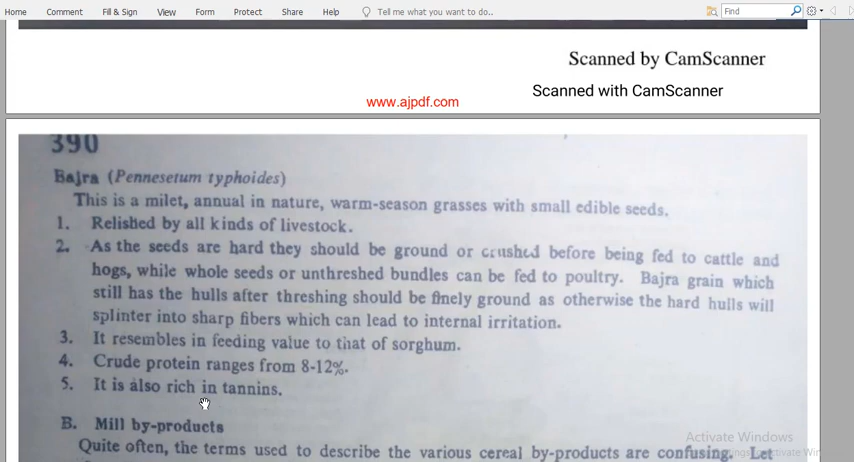 Home Comment Fill & Sign View Form Protect Share Help Tell me what you want to do.. Find
Scanned by CamScanner
Scanned with CamScanner
www.ajpdf.com
390
Bajra (Pennesetum typhoides)
This is a milet, annual in nature, warm-season grasses with small edible seeds.
1. Relished by all kinds of livestock.
2. As the seeds are hard they should be ground or crushed before being fed to cattle and
hogs, while whole seeds or unthreshed bundles can be fed to poultry. Bajra grain which
still has the hulls after threshing should be finely ground as otherwise the hard hulls will
splinter into sharp fibers which can lead to internal irritation.
3. It resembles in feeding value to that of sorghum.
4. Crude protein ranges from 8-12%.
5. It is also rich in tannins.
B. Mill by-products
Activate Windows
Quite often, the terms used to describe the various cereal by-products are confusing. Let